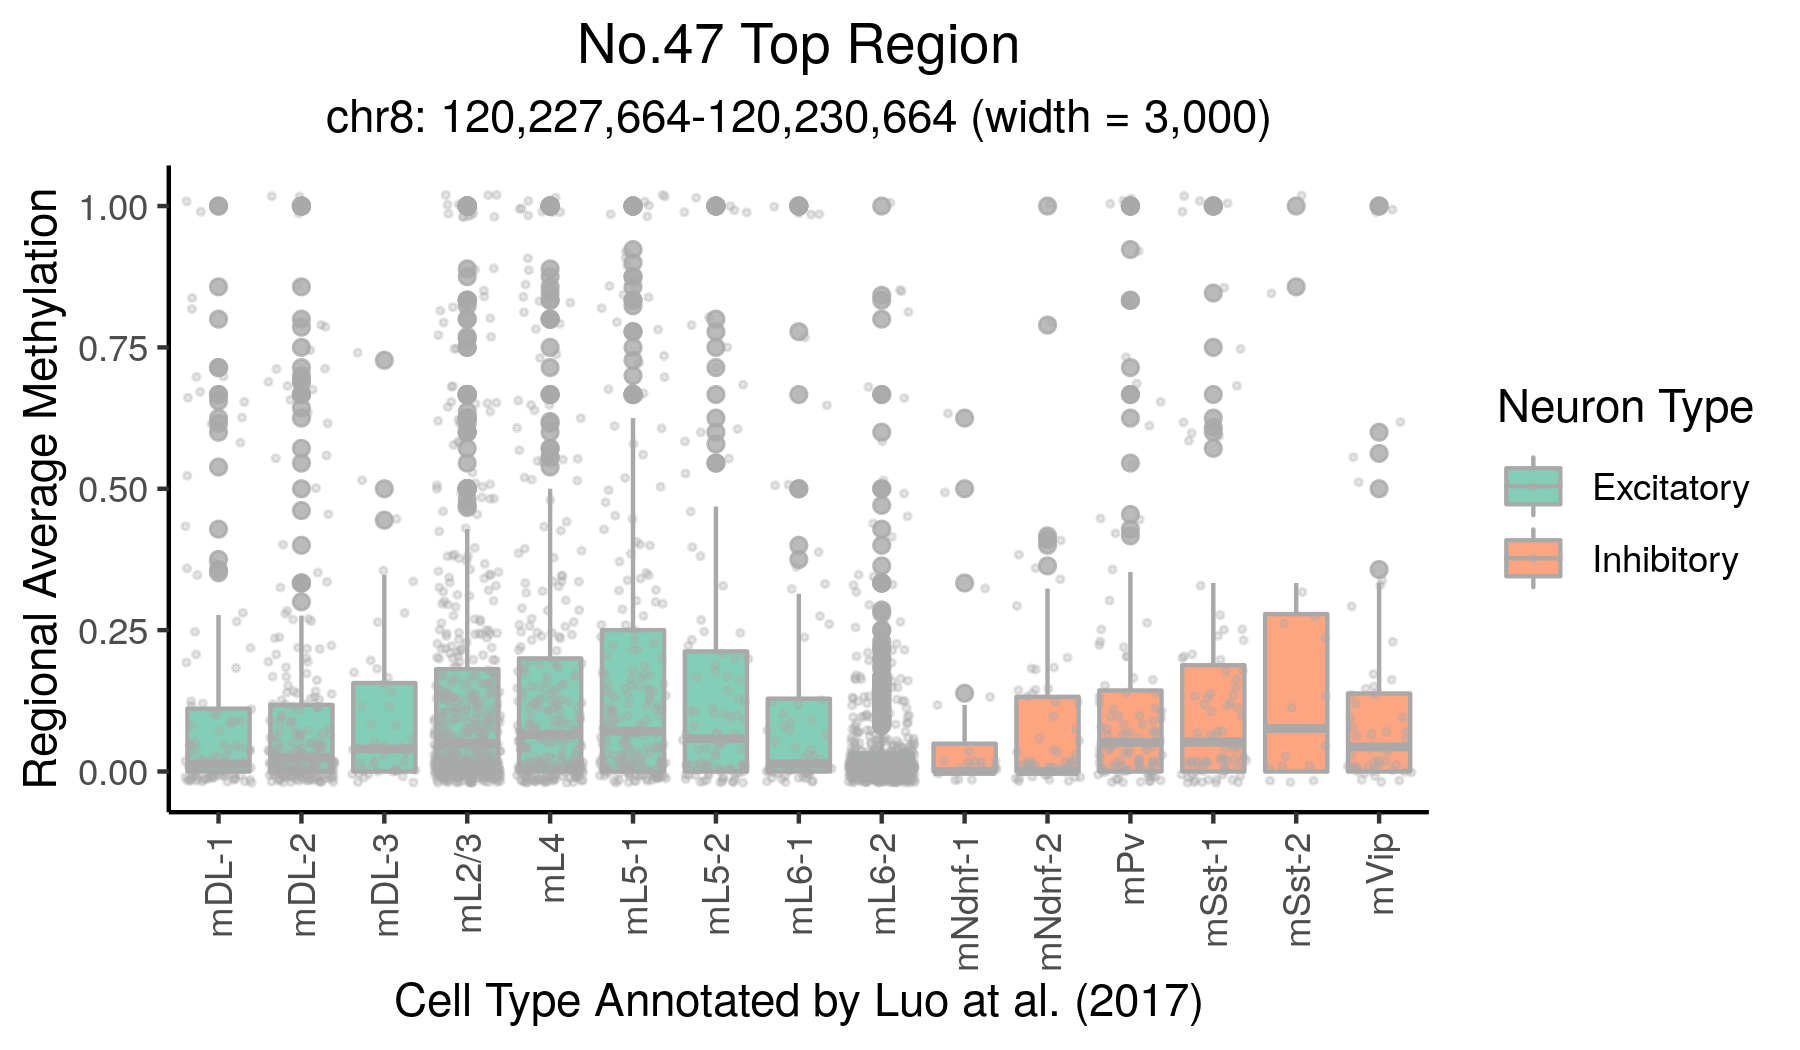 No.47 Top Region
chr8: 120,227,664-120,230,664 (width = 3,000)
Regional Average Methylation
1.00
0.75
0.50
0.25
0.00
mDL-1
mDL-2
mDL-3
mL2/3
mL4
mL5-1
mL5-2
mL6-1
mL6-2
mNdnf-1
mNdnf-2
mPv
mSst-1
mSst-2
mVip
Cell Type Annotated by Luo at al. (2017)
Neuron Type
Excitatory
Inhibitory